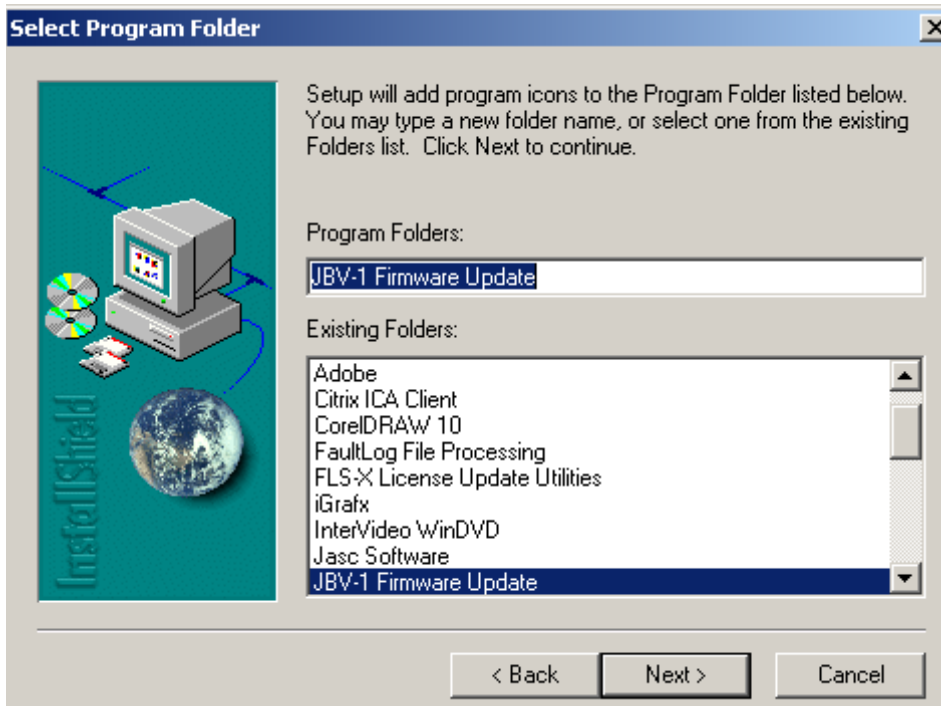 Select Program Folder
Setup will add program icons to the Program Folder listed below.
You may type a new folder name, or select one from the existing
Folders list. Click Next to continue.
Program Folders:
JBV-1 Firmware Update
Existing Folders:
Adobe
Citrix ICA Client
CorelDRAW 10
FaultLog File Processing
FLS-X License Update Utilities
iGrafx
InterVideo WinDVD
Jasc Software
JBV-1 Firmware Update
InstallShield
< Back
Next >
Cancel